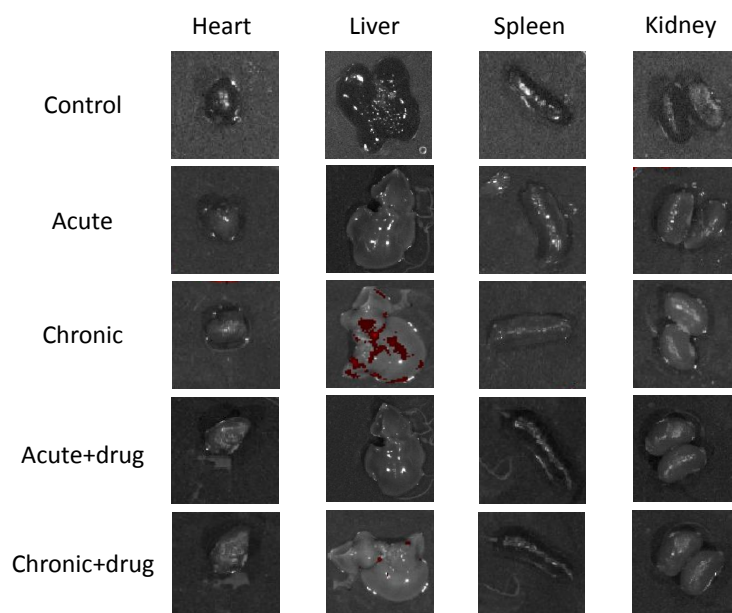 Heart Liver Spleen Kidney
Control
Acute
Chronic
Acute+drug
Chronic+drug